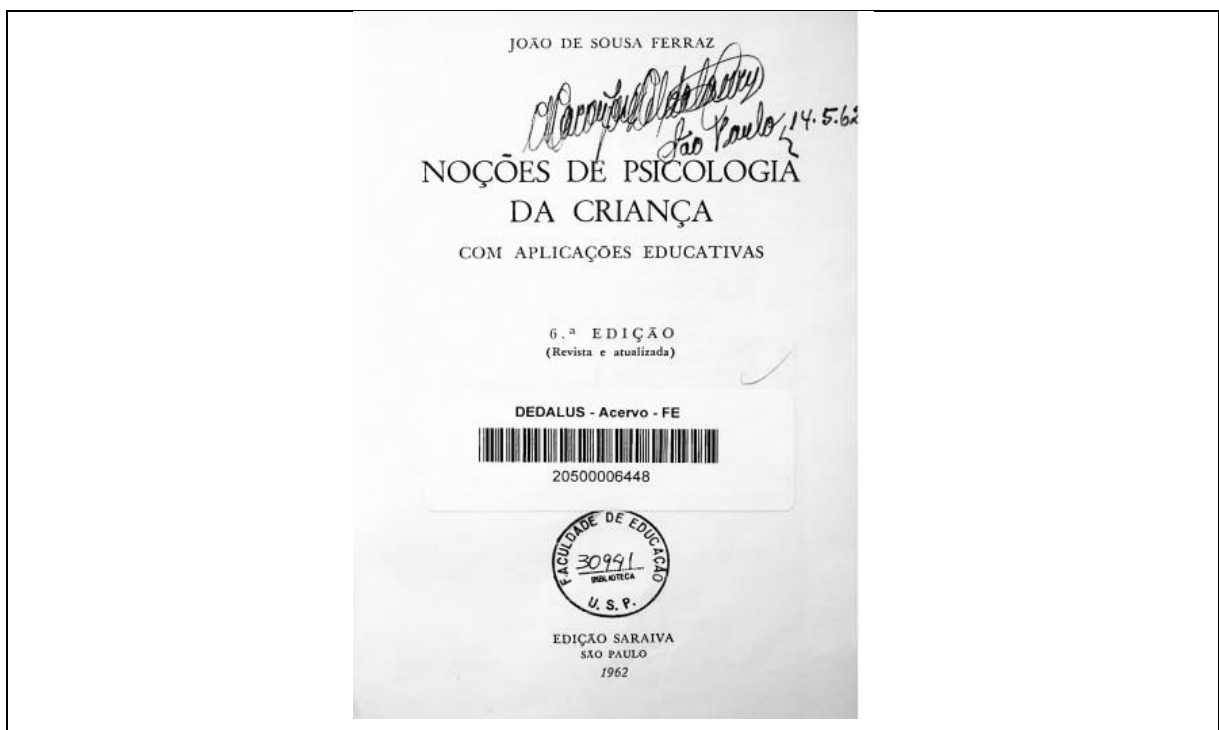 JOÃO DE SOUSA FERRAZ
São Paulo, 14.5.62
NOÇÕES DE PSICOLOGIA
DA CRIANÇA
COM APLICAÇÕES EDUCATIVAS
6.ª EDIÇÃO
(Revista e atualizada)
DEDALUS - Acervo - FE
20500006448
FACULDADE DE EDUCAÇÃO
30991
BIBLIOTECA
U. S. P.
EDIÇÃO SARAIVA
SÃO PAULO
1962